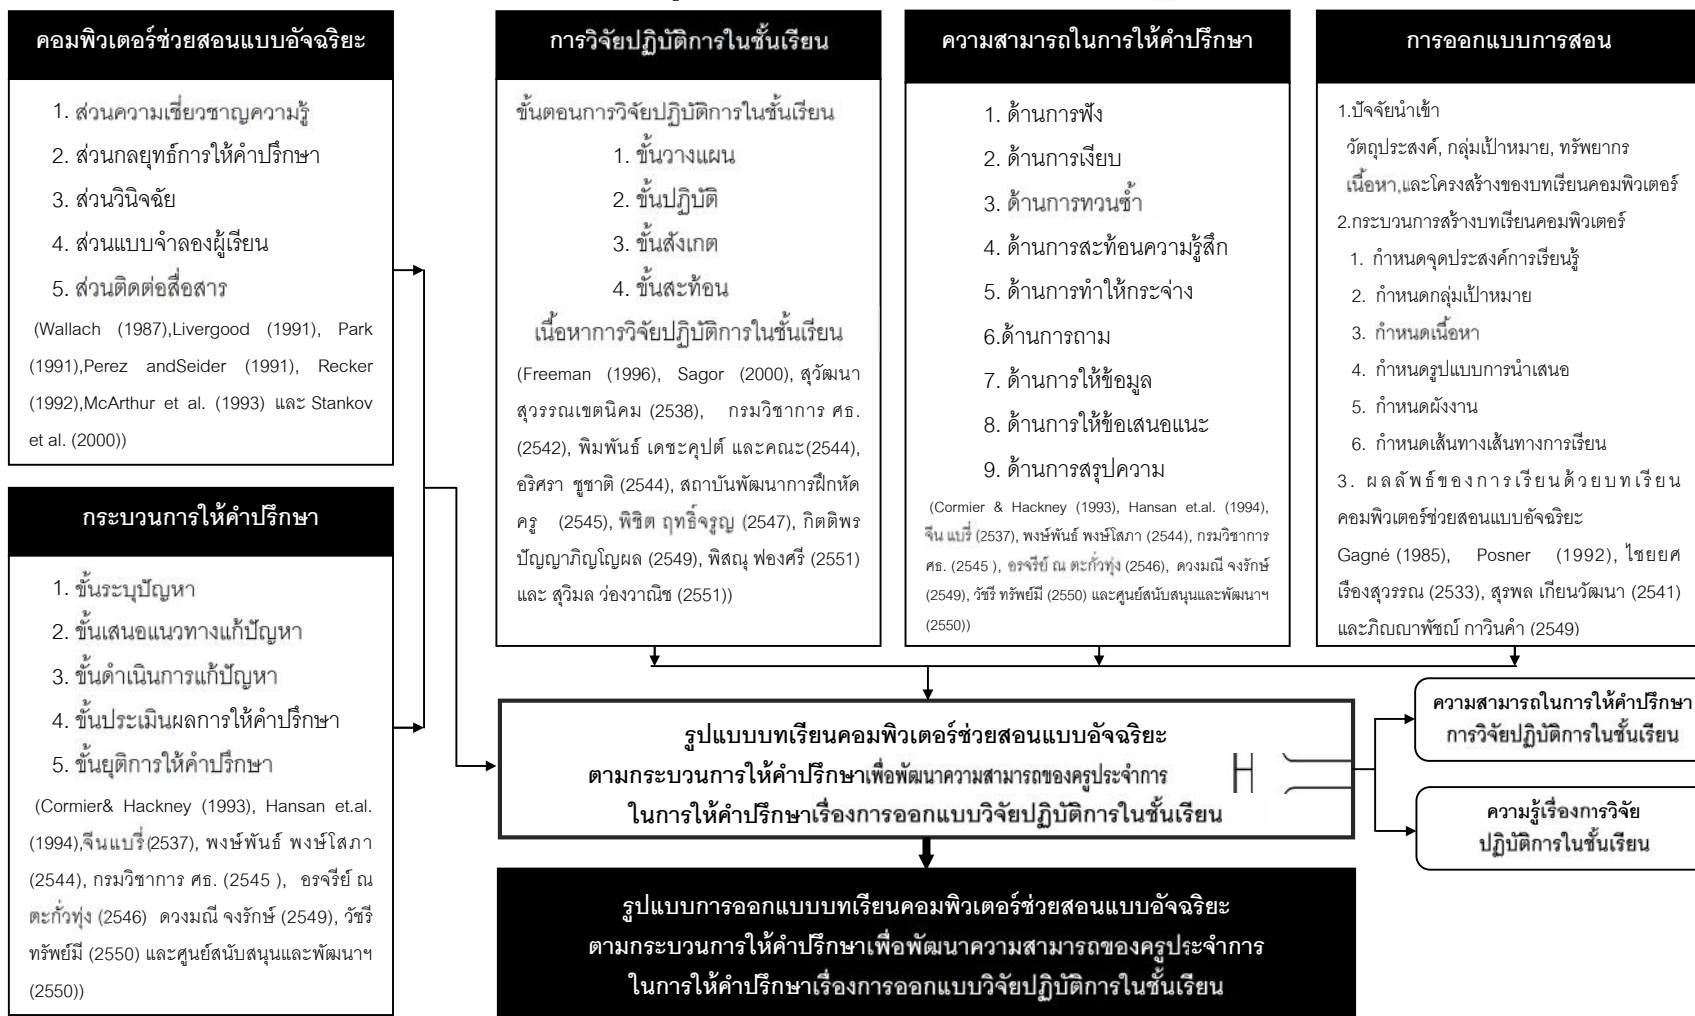 คอมพิวเตอร์ช่วยสอนแบบอัจฉริยะ
1. ส่วนความเชี่ยวชาญความรู้
2. ส่วนกลยุทธ์การให้คำปรึกษา
3. ส่วนวินิจฉัย
4. ส่วนแบบจำลองผู้เรียน
5. ส่วนติดต่อสื่อสาร
(Wallach (1987),Livergood (1991), Park
(1991),Perez andSeider (1991), Recker
(1992),McArthur et al. (1993) และ Stankov
et al. (2000))
กระบวนการให้คำปรึกษา
1. ขั้นระบุปัญหา
2. ขั้นเสนอแนวทางแก้ปัญหา
3. ขั้นดำเนินการแก้ปัญหา
4. ขั้นประเมินผลการให้คำปรึกษา
5. ขั้นยุติการให้คำปรึกษา
(Cormier& Hackney (1993), Hansan et.al.
(1994),จีนแบรี่(2537), พงษ์พันธ์ พงษ์โสภา
(2544), กรมวิชาการ ศธ. (2545 ), อรจรีย์ ณ
ตะกั่วทุ่ง (2546) ดวงมณี จงรักษ์ (2549), วัชรี
ทรัพย์มี (2550) และศูนย์สนับสนุนและพัฒนาฯ
(2550))
การวิจัยปฏิบัติการในชั้นเรียน
ขั้นตอนการวิจัยปฏิบัติการในชั้นเรียน
1. ขั้นวางแผน
2. ขั้นปฏิบัติ
3. ขั้นสังเกต
4. ขั้นสะท้อน
เนื้อหาการวิจัยปฏิบัติการในชั้นเรียน
(Freeman (1996), Sagor (2000), สุวัฒนา
สุวรรณเขตนิคม (2538), กรมวิชาการ ศธ.
(2542), พิมพันธ์ เดชะคุปต์ และคณะ(2544),
อริศรา ชูชาติ (2544), สถาบันพัฒนาการฝึกหัด
ครู (2545), พิชิต ฤทธิ์จรูญ (2547), กิตติพร
ปัญญาภิญโญผล (2549), พิสณุ ฟองศรี (2551)
และ สุวิมล ว่องวาณิช (2551))
ความสามารถในการให้คำปรึกษา
1. ด้านการฟัง
2. ด้านการเงียบ
3. ด้านการทวนซ้ำ
4. ด้านการสะท้อนความรู้สึก
5. ด้านการทำให้กระจ่าง
6.ด้านการถาม
7. ด้านการให้ข้อมูล
8. ด้านการให้ข้อเสนอแนะ
9. ด้านการสรุปความ
(Cormier & Hackney (1993), Hansan et.al. (1994),
จีน แบรี่ (2537), พงษ์พันธ์ พงษ์โสภา (2544), กรมวิชาการ
ศธ. (2545 ), อรจรีย์ ณ ตะกั่วทุ่ง (2546), ดวงมณี จงรักษ์
(2549), วัชรี ทรัพย์มี (2550) และศูนย์สนับสนุนและพัฒนาฯ
(2550))
การออกแบบการสอน
1.ปัจจัยนำเข้า
วัตถุประสงค์, กลุ่มเป้าหมาย, ทรัพยากร
เนื้อหา,และโครงสร้างของบทเรียนคอมพิวเตอร์
2.กระบวนการสร้างบทเรียนคอมพิวเตอร์
1. กำหนดจุดประสงค์การเรียนรู้
2. กำหนดกลุ่มเป้าหมาย
3. กำหนดเนื้อหา
4. กำหนดรูปแบบการนำเสนอ
5. กำหนดผังงาน
6. กำหนดเส้นทางเส้นทางการเรียน
3. ผลลัพธ์ของการเรียนด้วยบทเรียน
คอมพิวเตอร์ช่วยสอนแบบอัจฉริยะ
Gagné (1985), Posner (1992), ไชยยศ
เรืองสุวรรณ (2533), สุรพล เกียนวัฒนา (2541)
และภิญญาพัชญ์ กาวินคำ (2549)
รูปแบบบทเรียนคอมพิวเตอร์ช่วยสอนแบบอัจฉริยะ
ตามกระบวนการให้คำปรึกษาเพื่อพัฒนาความสามารถของครูประจำการ
ในการให้คำปรึกษาเรื่องการออกแบบวิจัยปฏิบัติการในชั้นเรียน
ความสามารถในการให้คำปรึกษา
การวิจัยปฏิบัติการในชั้นเรียน
ความรู้เรื่องการวิจัย
ปฏิบัติการในชั้นเรียน
รูปแบบการออกแบบบทเรียนคอมพิวเตอร์ช่วยสอนแบบอัจฉริยะ
ตามกระบวนการให้คำปรึกษาเพื่อพัฒนาความสามารถของครูประจำการ
ในการให้คำปรึกษาเรื่องการออกแบบวิจัยปฏิบัติการในชั้นเรียน